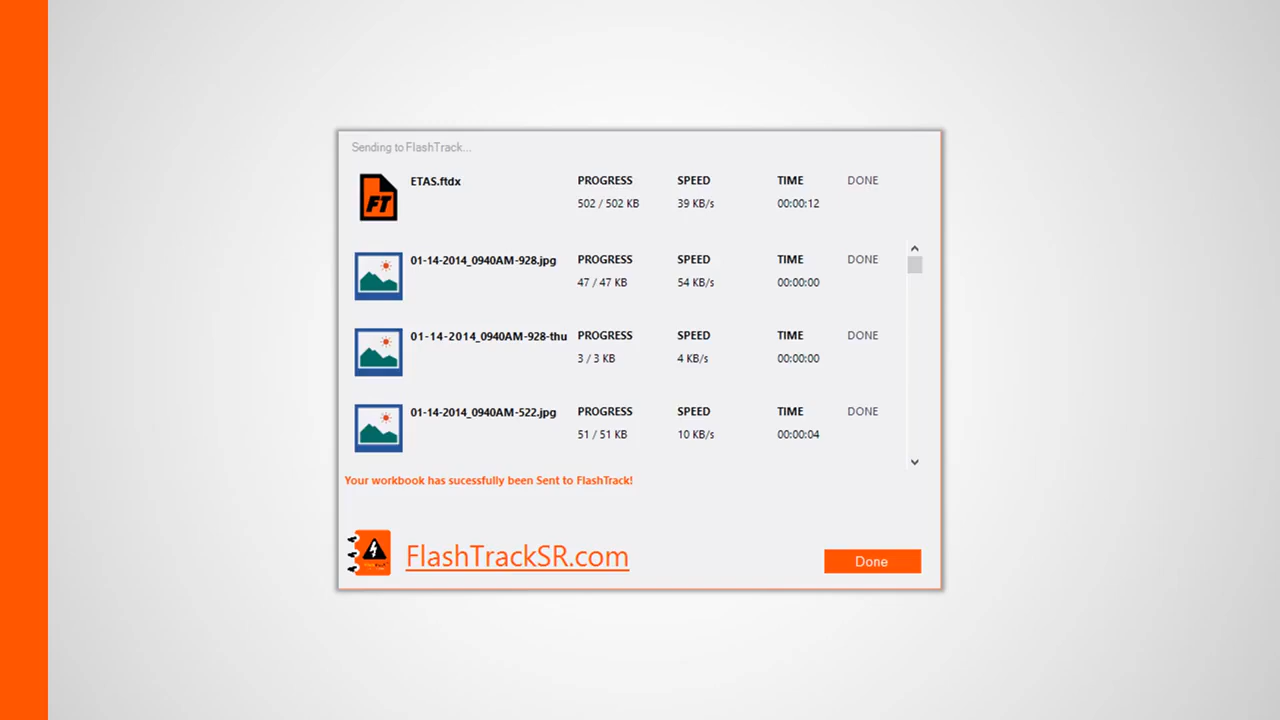 Sending to FlashTrack...
ETAS.ftdx PROGRESS SPEED TIME DONE
502 / 502 KB 39 KB/s 00:00:12
01-14-2014_0940AM-928.jpg PROGRESS SPEED TIME DONE
47 / 47 KB 54 KB/s 00:00:00
01-14-2014_0940AM-928-thu PROGRESS SPEED TIME DONE
3 / 3 KB 4 KB/s 00:00:00
01-14-2014_0940AM-522.jpg PROGRESS SPEED TIME DONE
51 / 51 KB 10 KB/s 00:00:04
Your workbook has sucessfully been Sent to FlashTrack!
FlashTrackSR.com
Done
FT